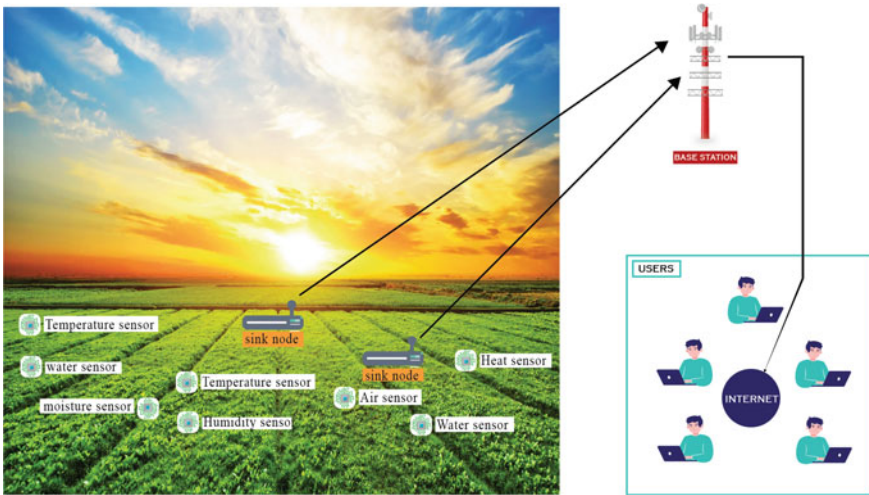 BASE STATION
USERS
Temperature sensor
sink node
water sensor
sink node
Heat sensor
Temperature sensor
moisture sensor
Air sensor
Humidity senso
Water sensor
INTERNET